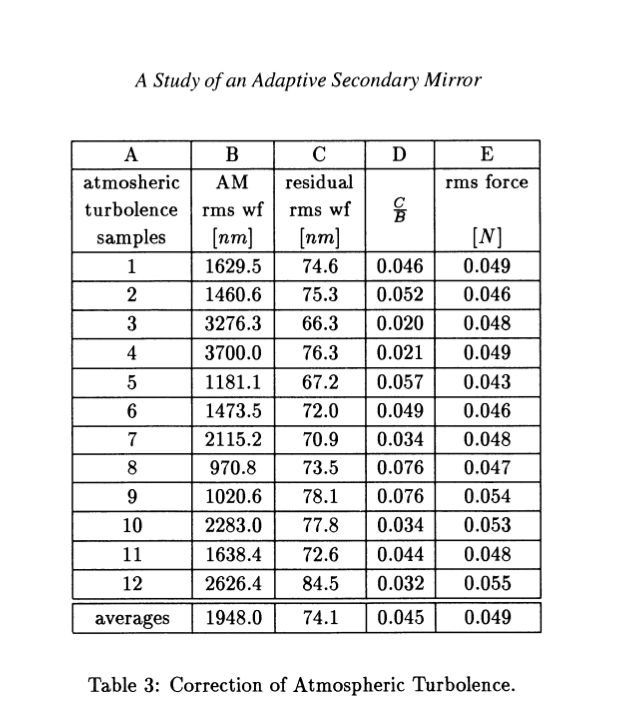 A Study of an Adaptive Secondary Mirror
A B C D E
atmosheric AM residual rms force
turbolence rms wf rms wf C/B
samples [nm] [nm] [N]
1 1629.5 74.6 0.046 0.049
2 1460.6 75.3 0.052 0.046
3 3276.3 66.3 0.020 0.048
4 3700.0 76.3 0.021 0.049
5 1181.1 67.2 0.057 0.043
6 1473.5 72.0 0.049 0.046
7 2115.2 70.9 0.034 0.048
8 970.8 73.5 0.076 0.047
9 1020.6 78.1 0.076 0.054
10 2283.0 77.8 0.034 0.053
11 1638.4 72.6 0.044 0.048
12 2626.4 84.5 0.032 0.055
averages 1948.0 74.1 0.045 0.049
Table 3: Correction of Atmospheric Turbolence.